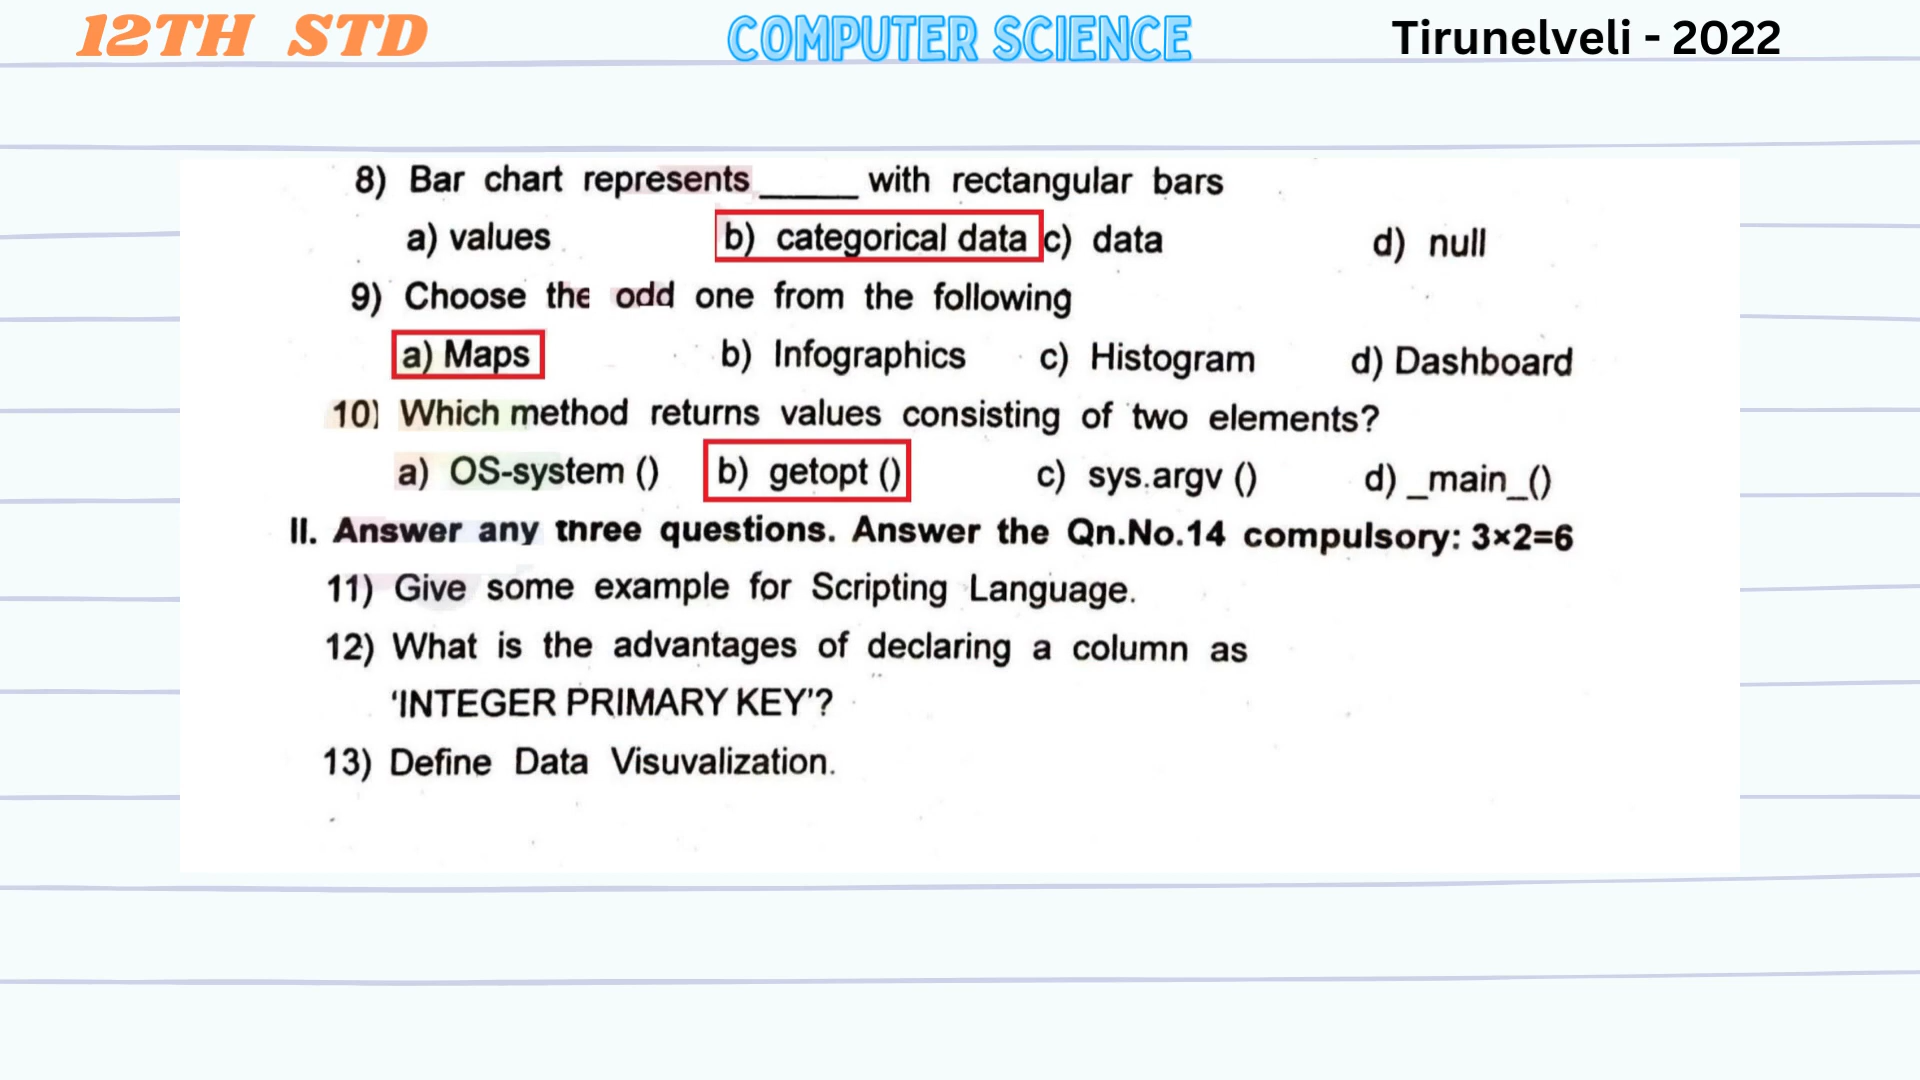 12TH STD COMPUTER SCIENCE Tirunelveli - 2022
8) Bar chart represents______with rectangular bars
a) values b) categorical data c) data d) null
9) Choose the odd one from the following
a) Maps b) Infographics c) Histogram d) Dashboard
10) Which method returns values consisting of two elements?
a) OS-system () b) getopt () c) sys.argv () d) _main_()
II. Answer any three questions. Answer the Qn.No.14 compulsory: 3×2=6
11) Give some example for Scripting Language.
12) What is the advantages of declaring a column as
‘INTEGER PRIMARY KEY’?
13) Define Data Visuvalization.